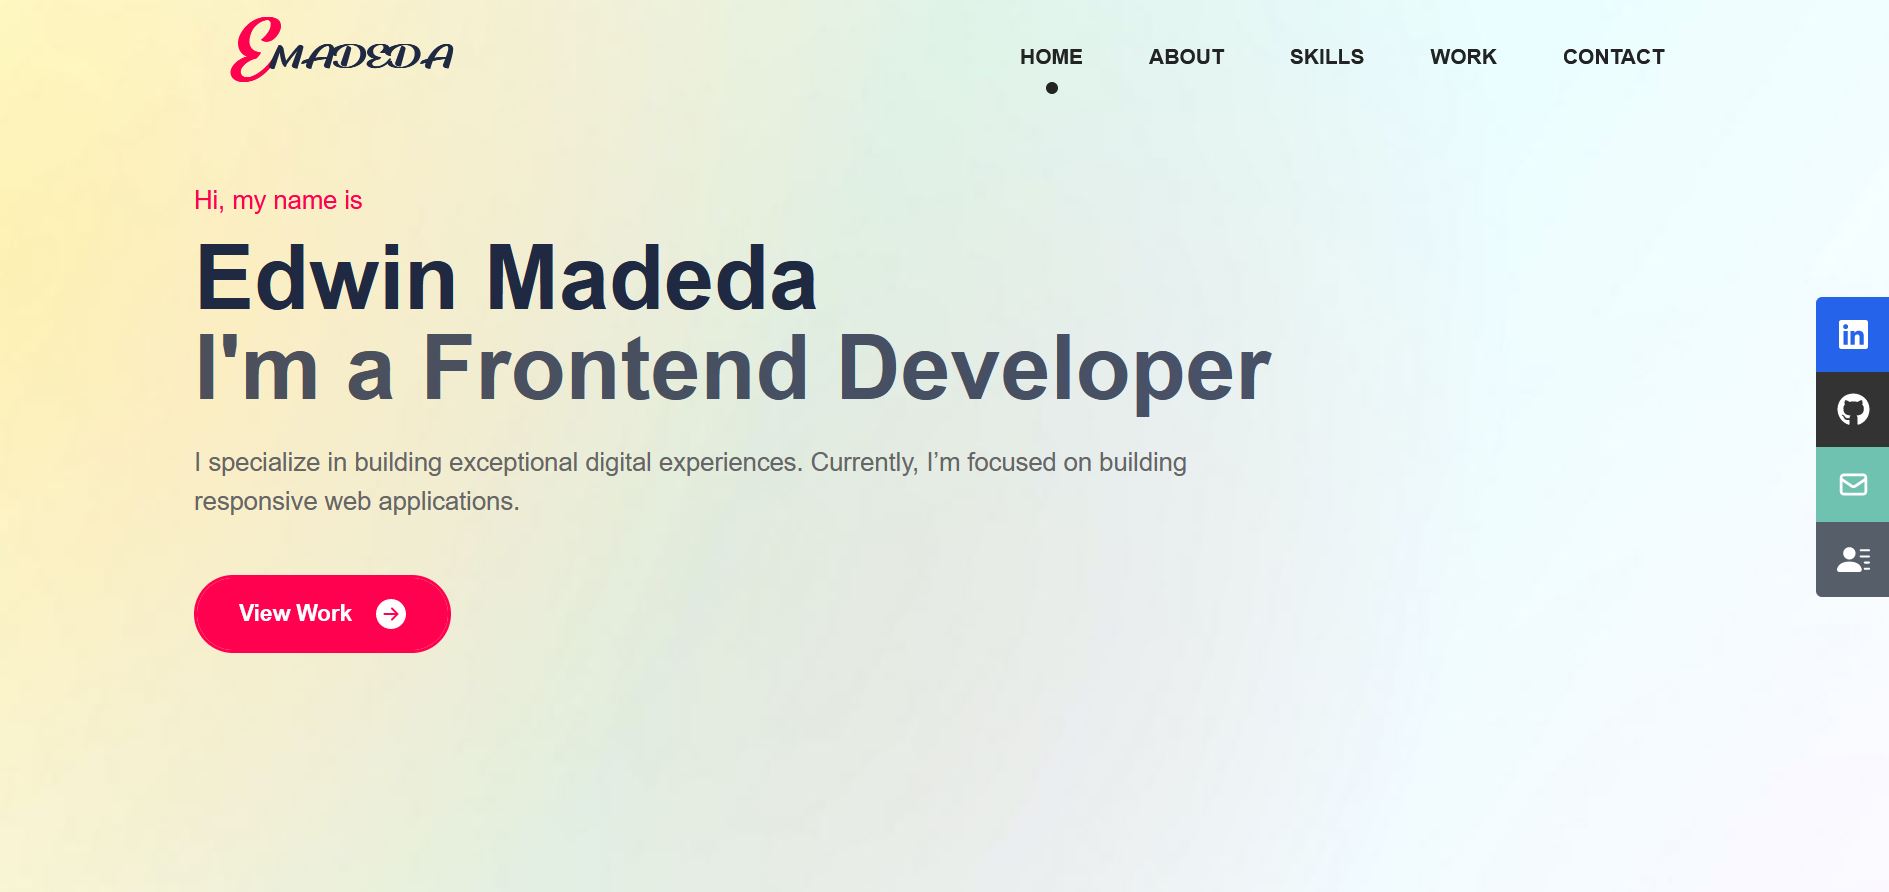 EMADEDA
HOME ABOUT SKILLS WORK CONTACT
Hi, my name is
Edwin Madeda
I'm a Frontend Developer
I specialize in building exceptional digital experiences. Currently, I’m focused on building
responsive web applications.
View Work
in